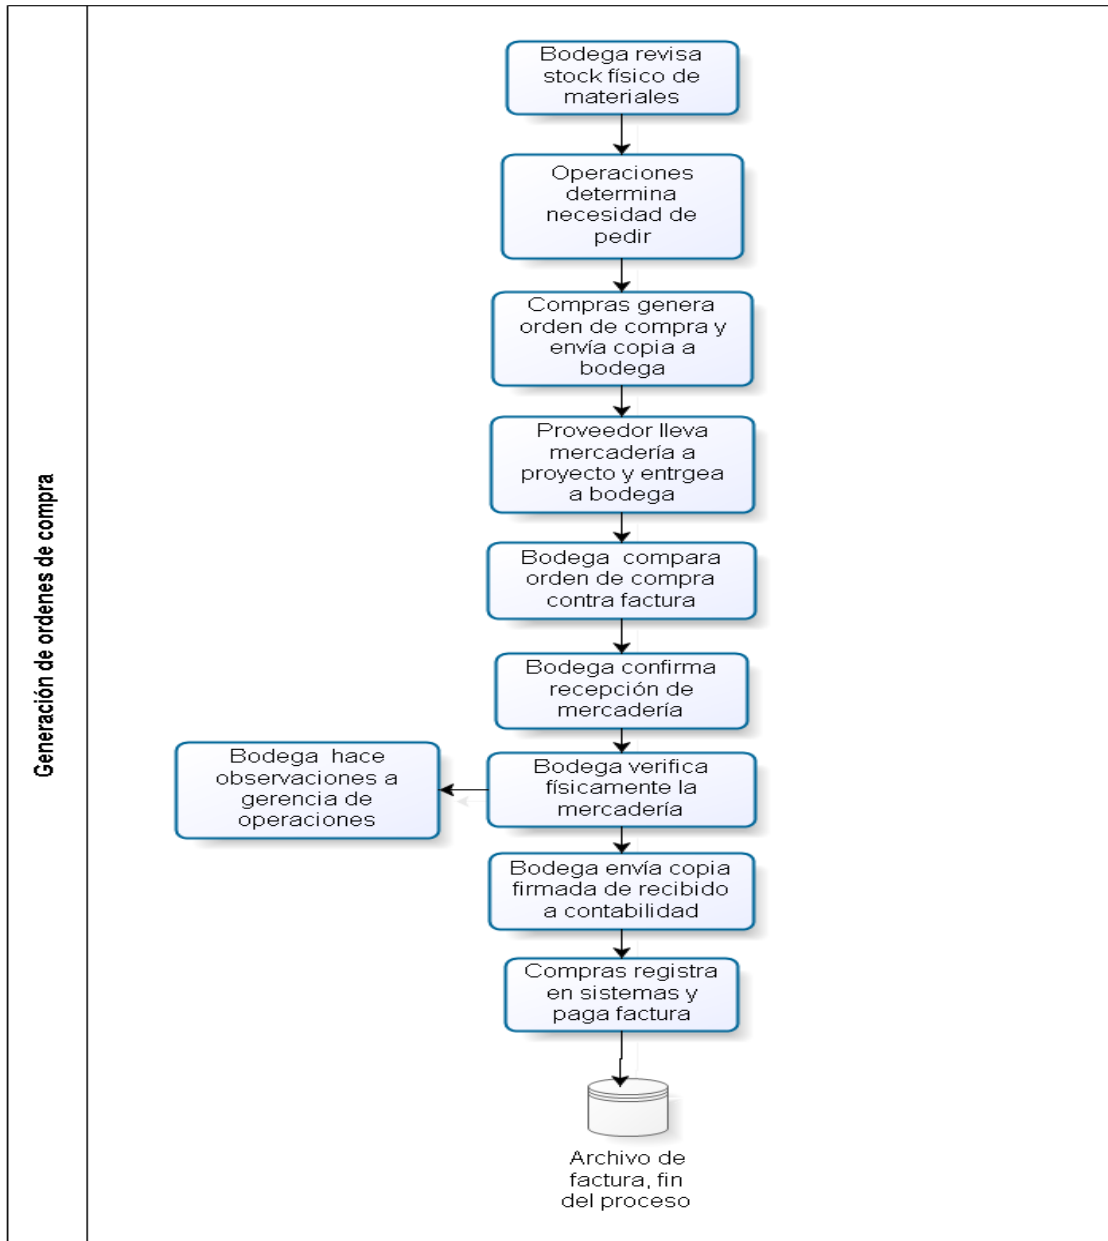 Generación de ordenes de compra
Bodega revisa
stock físico de
materiales
Operaciones
determina
necesidad de
pedir
Compras genera
orden de compra y
envía copia a
bodega
Proveedor lleva
mercadería a
proyecto y entrgea
a bodega
Bodega compara
orden de compra
contra factura
Bodega confirma
recepción de
mercadería
Bodega hace
observaciones a
gerencia de
operaciones
Bodega verifica
físicamente la
mercadería
Bodega envía copia
firmada de recibido
a contabilidad
Compras registra
en sistemas y
paga factura
Archivo de
factura, fin
del proceso